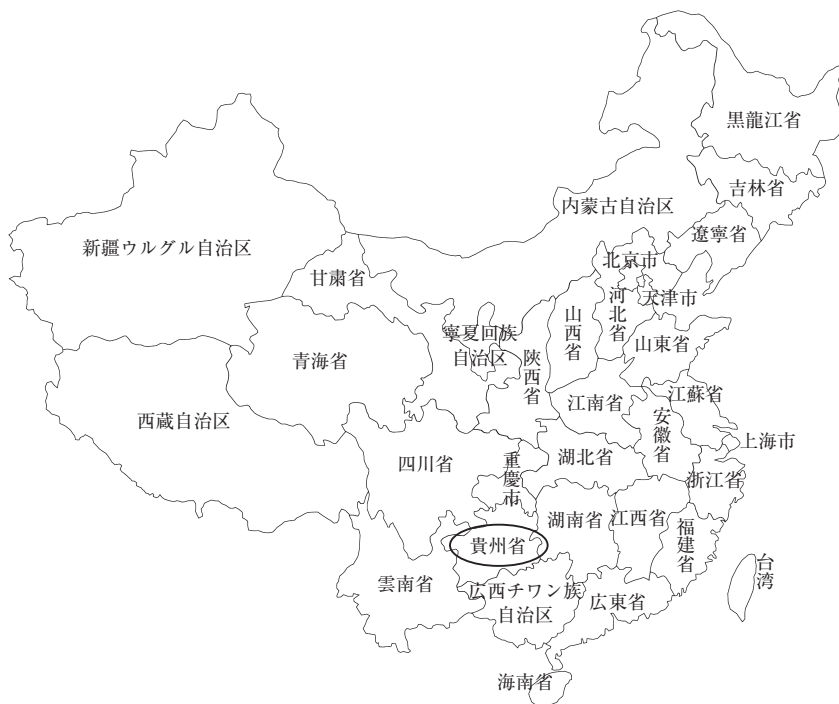 黒龍江省
吉林省
内蒙古自治区
遼寧省
新疆ウルグル自治区
北京市
甘粛省
天津市
河北省
山西省
寧夏回族
自治区
山東省
陝西省
青海省
江蘇省
江南省
安徽省
西蔵自治区
上海市
四川省
重慶市
湖北省
浙江省
湖南省
江西省
福建省
貴州省
台湾
雲南省
広西チワン族
自治区
広東省
海南省